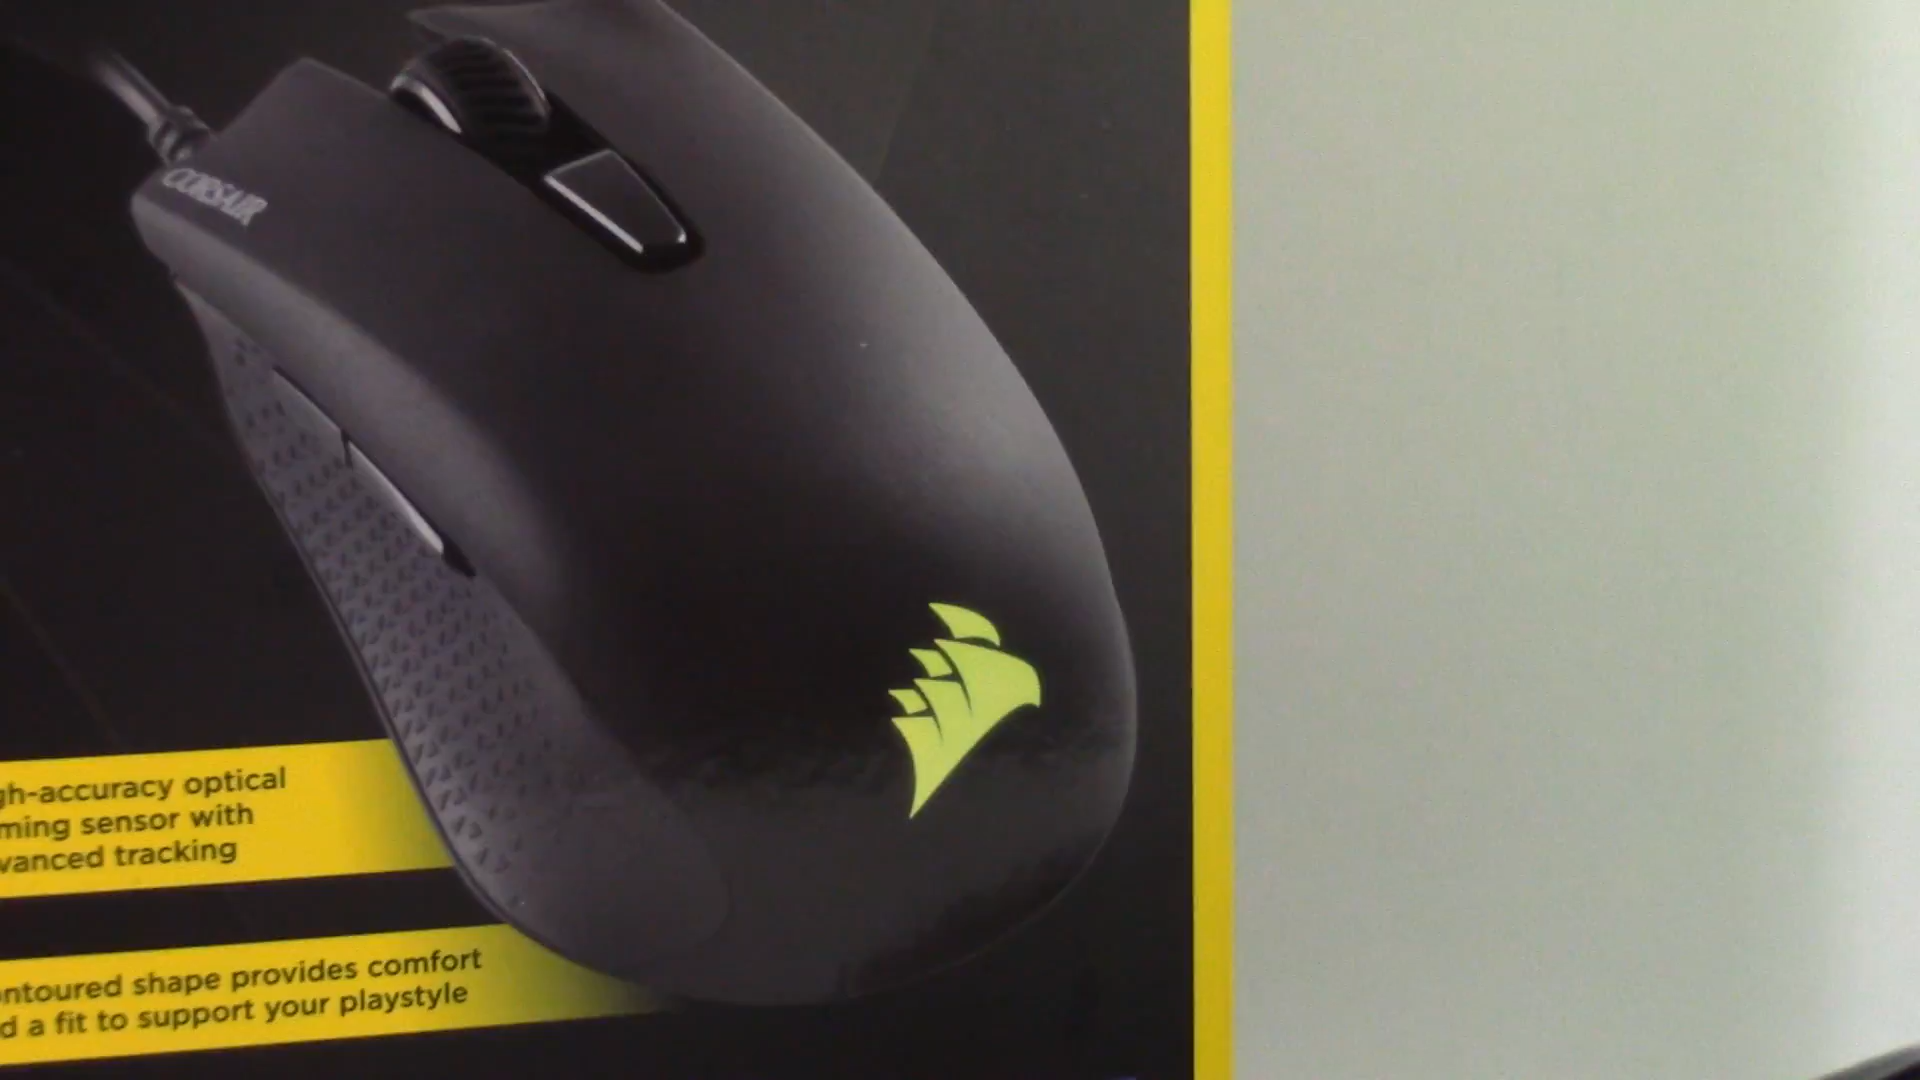 CORSAIR
gh-accuracy optical
ming sensor with
vanced tracking
ntoured shape provides comfort
d a fit to support your playstyle